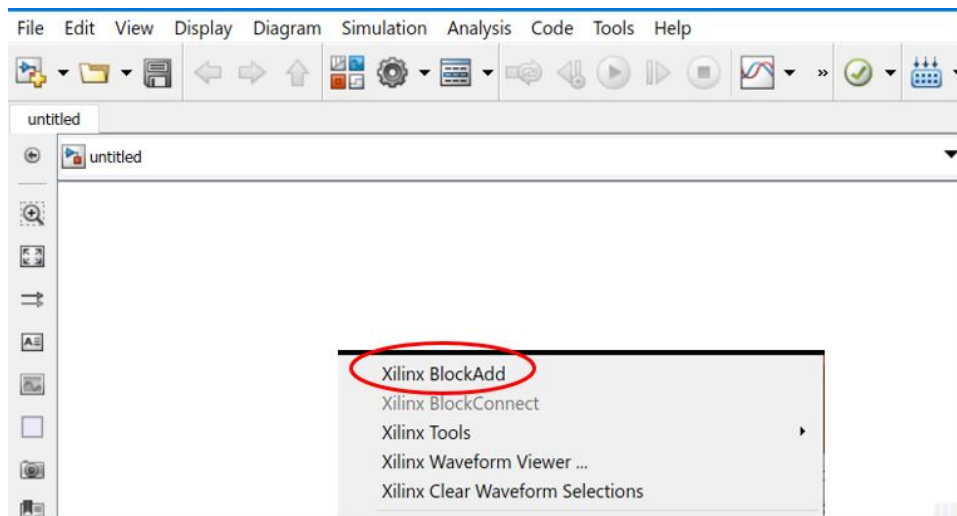 File Edit View Display Diagram Simulation Analysis Code Tools Help
»
untitled
untitled
Xilinx BlockAdd
Xilinx BlockConnect
Xilinx Tools
Xilinx Waveform Viewer ...
Xilinx Clear Waveform Selections